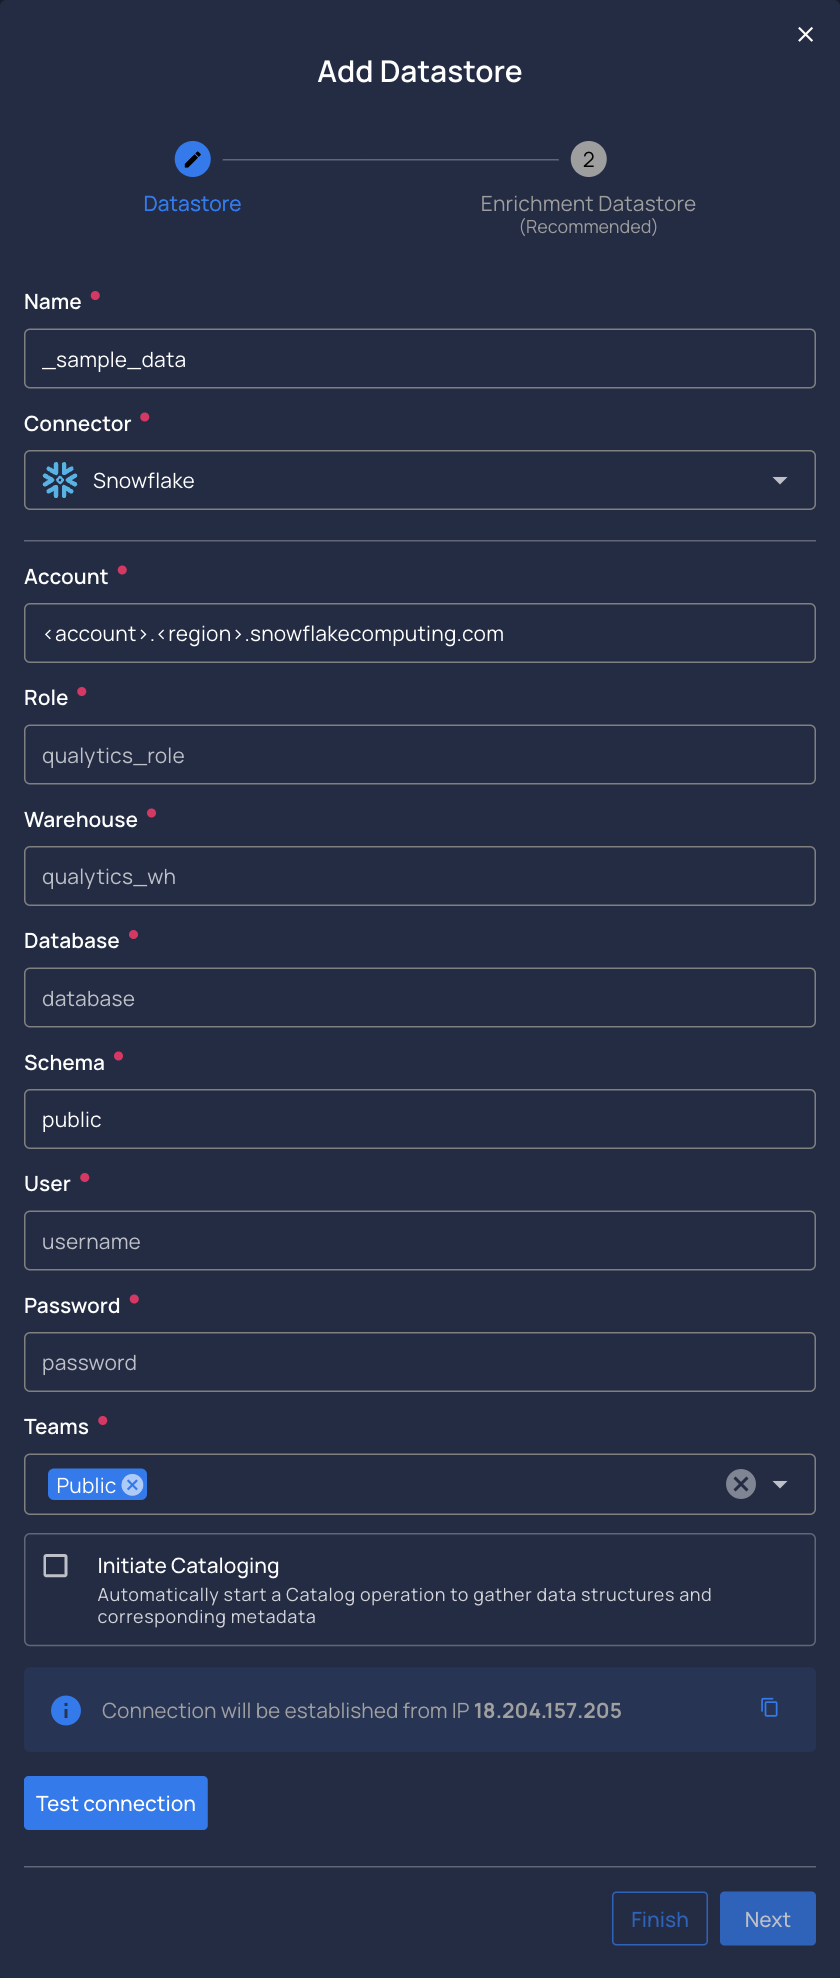 Add Datastore
2
Datastore
Enrichment Datastore
(Recommended)
Name
_sample_data
Connector
Snowflake
Account
<account>.<region>.snowflakecomputing.com
Role
qualytics_role
Warehouse
qualytics_wh
Database
database
Schema
public
User
username
Password
password
Teams
Public
Initiate Cataloging
Automatically start a Catalog operation to gather data structures and
corresponding metadata
Connection will be established from IP 18.204.157.205
Test connection
Finish
Next